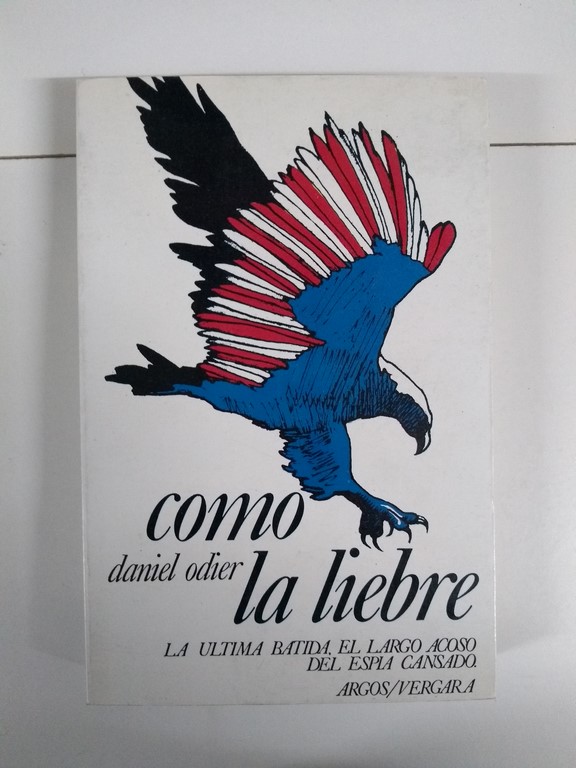 como
daniel odier
la liebre
LA ULTIMA BATIDA, EL LARGO ACOSO
DEL ESPIA CANSADO.
ARGOS/VERGARA